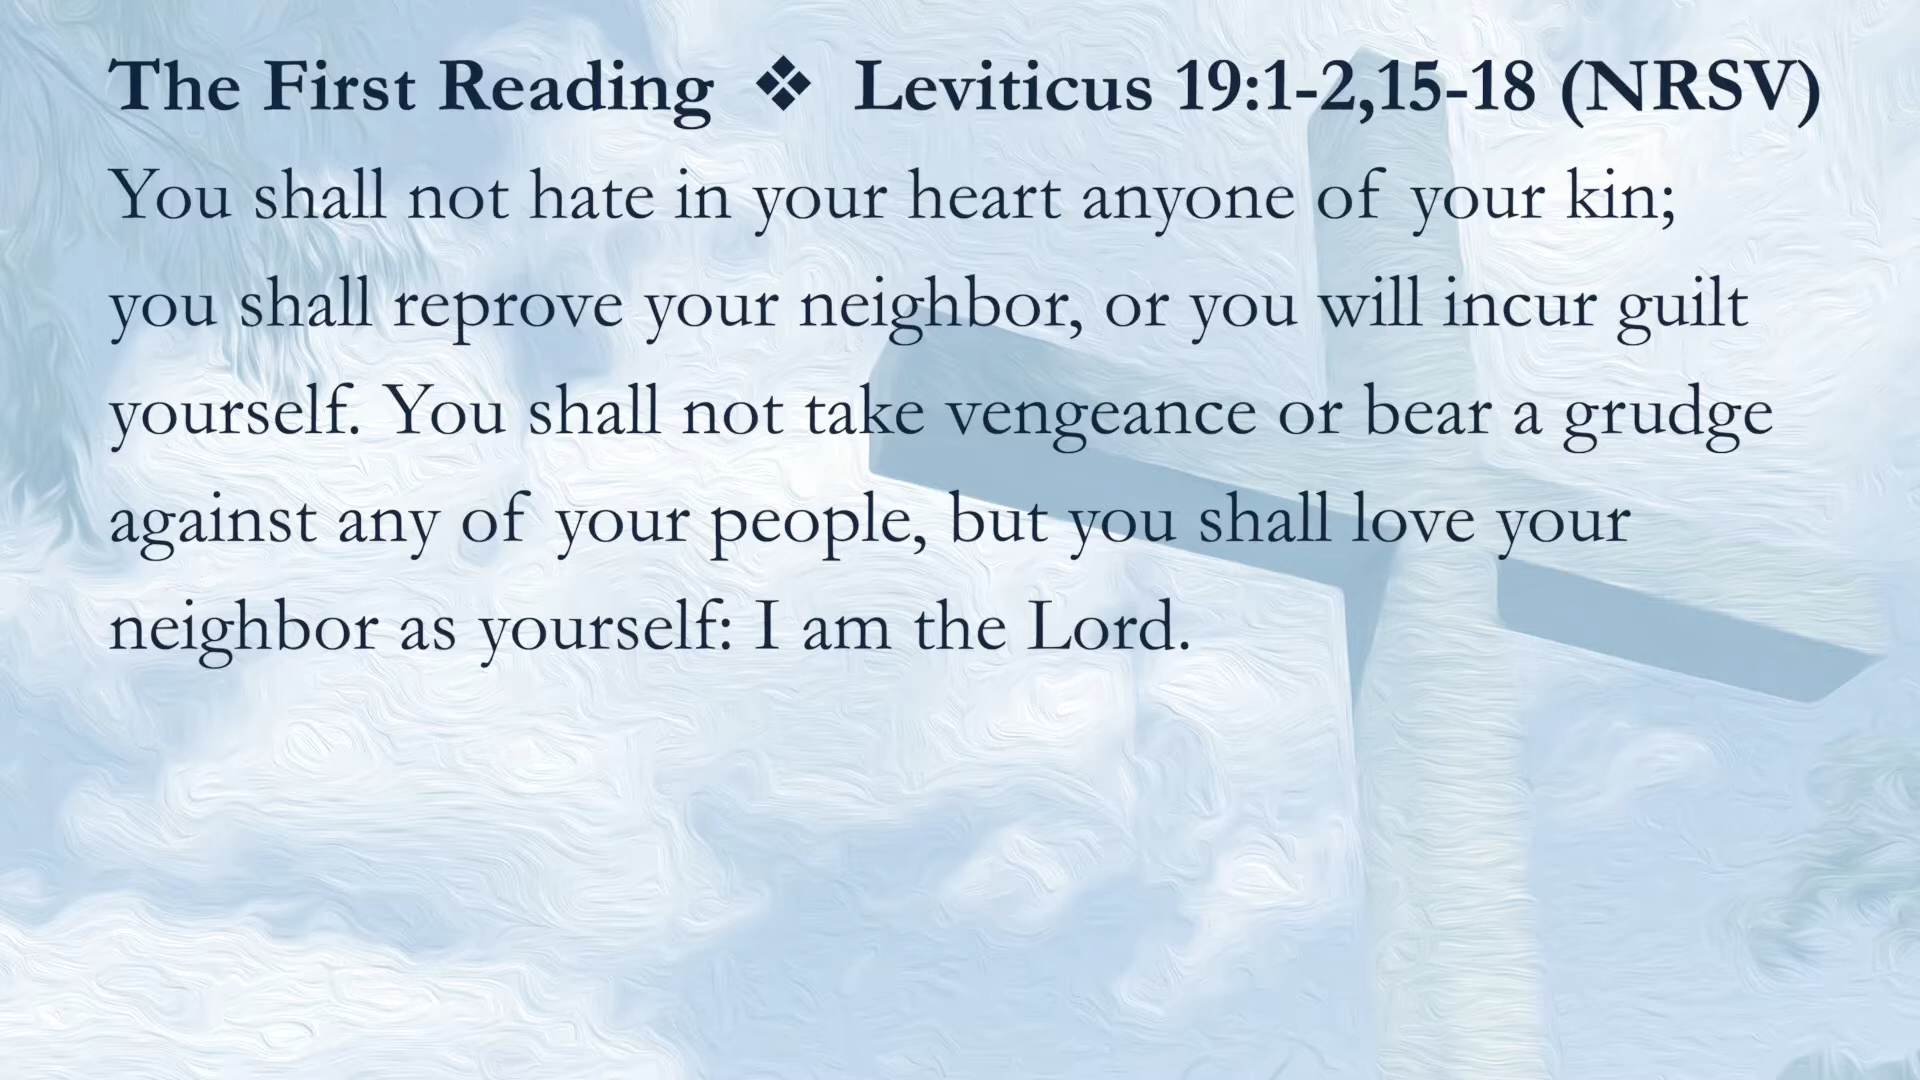 The First Reading ❖ Leviticus 19:1-2,15-18 (NRSV)
You shall not hate in your heart anyone of your kin;
you shall reprove your neighbor, or you will incur guilt
yourself. You shall not take vengeance or bear a grudge
against any of your people, but you shall love your
neighbor as yourself: I am the Lord.